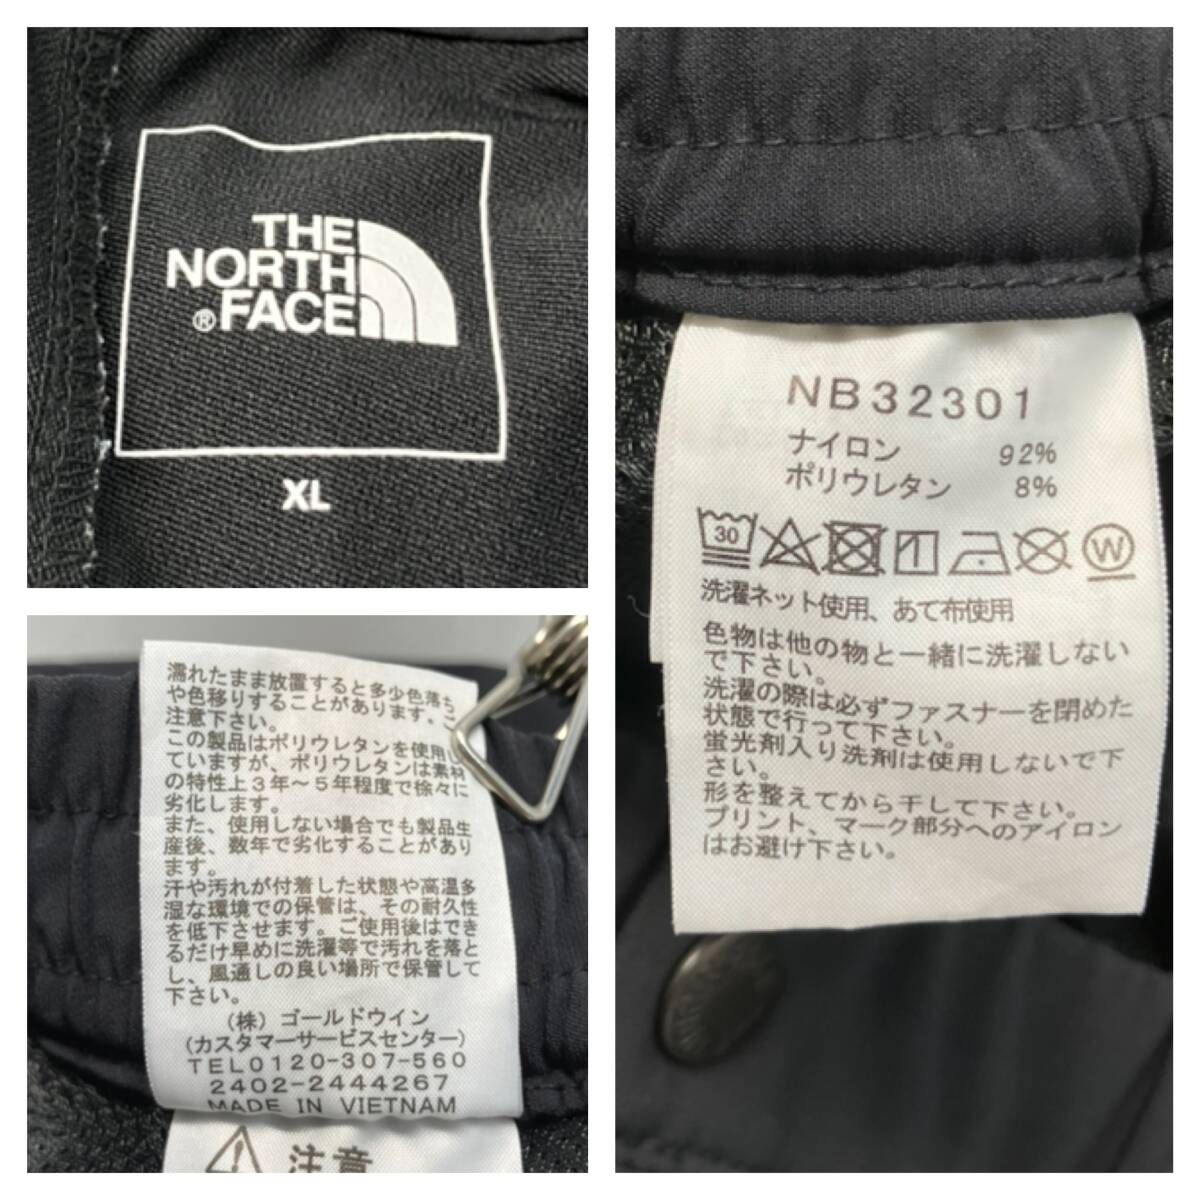 THE
NORTH
FACE
®
XL
NB32301
ナイロン 92%
ポリウレタン 8%
30
W
洗濯ネット使用、あて布使用
色物は他の物と一緒に洗濯しない
で下さい。
洗濯の際は必ずファスナーを閉めた
状態で行って下さい。
蛍光剤入り洗剤は使用しないで下
さい。
形を整えてから干して下さい。
プリント、マーク部分へのアイロン
はお避け下さい。
濡れたまま放置すると多少色落ち
や色移りすることがあります。ご
注意下さい。
この製品はポリウレタンを使用し
ていますが、ポリウレタンは素材
の特性上3年~5年程度で徐々に
劣化します。
また、使用しない場合でも製品生
産後、数年で劣化することがあり
ます。
汗や汚れが付着した状態や高温多
湿な環境での保管は、その耐久性
を低下させます。ご使用後はでき
るだけ早めに洗濯等で汚れを落と
し、風通しの良い場所で保管して
下さい。
(株)ゴールドウイン
(カスタマーサービスセンター)
TEL0120-307-560
2402-2444267
MADE IN VIETNAM
注意